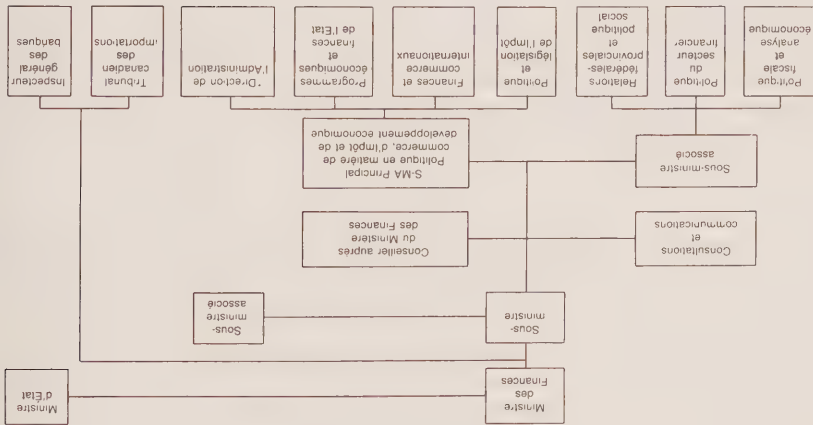 Ministre
des
Finances
Ministre
d'État
Sous-
ministre
Sous-
ministre
associé
Consultations
et
communications
Conseiller auprès
du Ministère
des Finances
Sous-ministre
associé
S-MA Principal
Politique en matière de
commerce, d'impôt et de
développement économique
Politique
fiscale
et
analyse
économique
Politique
du
secteur
financier
Relations
fédérales-
provinciales
et
politique
social
Politique
et
législation
de l'impôt
Finances et
commerce
internationaux
Programmes
économiques
et
finances
de l'Etat
*Direction de
l'Administration
Tribunal
canadien
des
importations
Inspecteur
général
des
banques